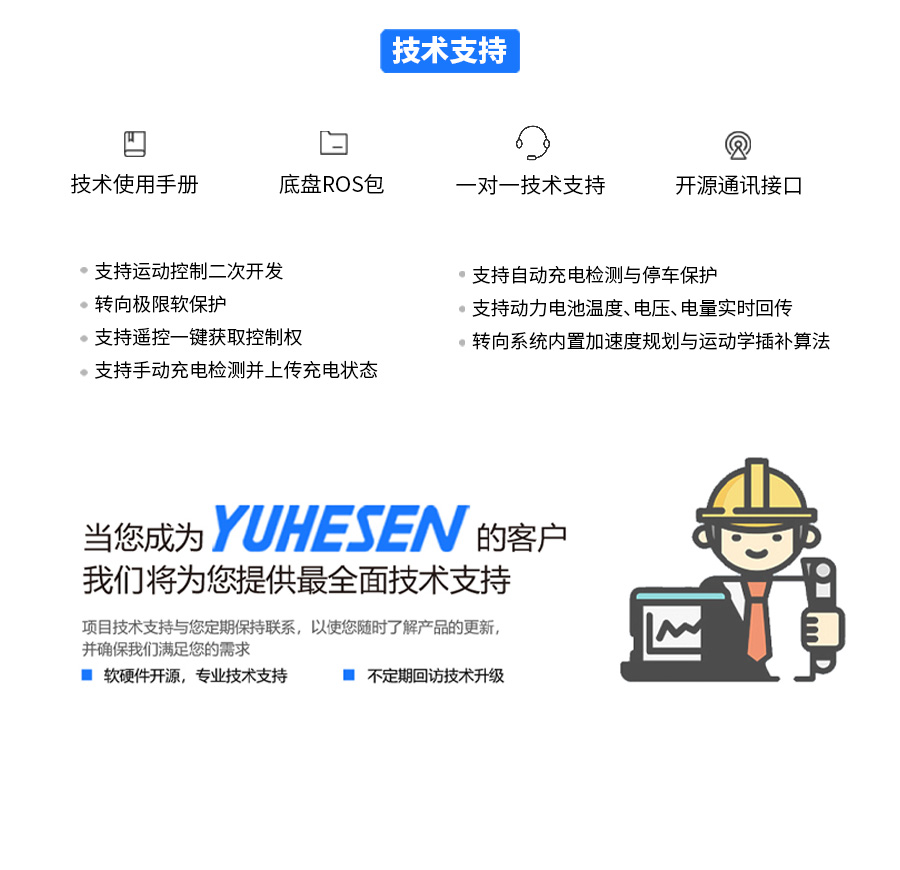 技术支持
技术使用手册
底盘ROS包
一对一技术支持
开源通讯接口
支持运动控制二次开发
转向极限软保护
支持遥控一键获取控制权
支持手动充电检测并上传充电状态
支持自动充电检测与停车保护
支持动力电池温度、电压、电量实时回传
转向系统内置加速度规划与运动学插补算法
当您成为YUHESEN的客户
我们将为您提供最全面技术支持
项目技术支持与您定期保持联系，以使您随时了解产品的更新，
并确保我们满足您的需求
软硬件开源，专业技术支持
不定期回访技术升级